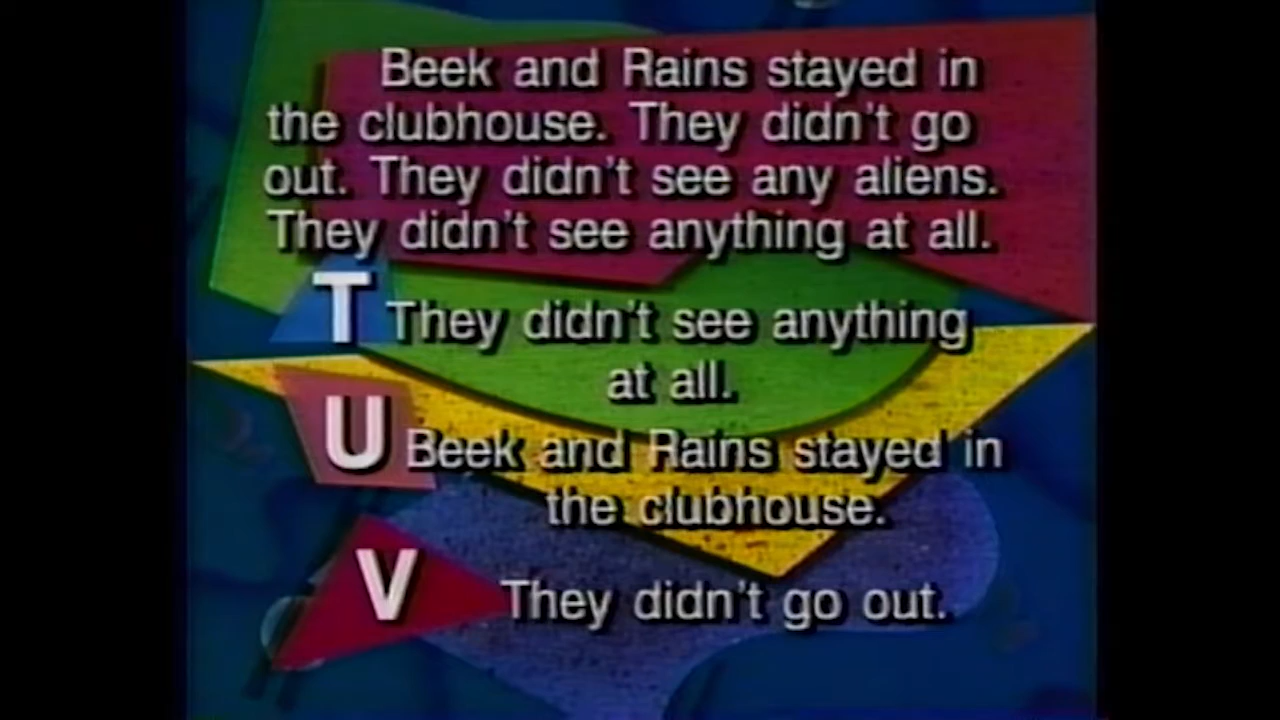 Beek and Rains stayed in
the clubhouse. They didn't go
out. They didn't see any aliens.
They didn't see anything at all.
T They didn't see anything
at all.
U Beek and Rains stayed in
the clubhouse.
V They didn't go out.